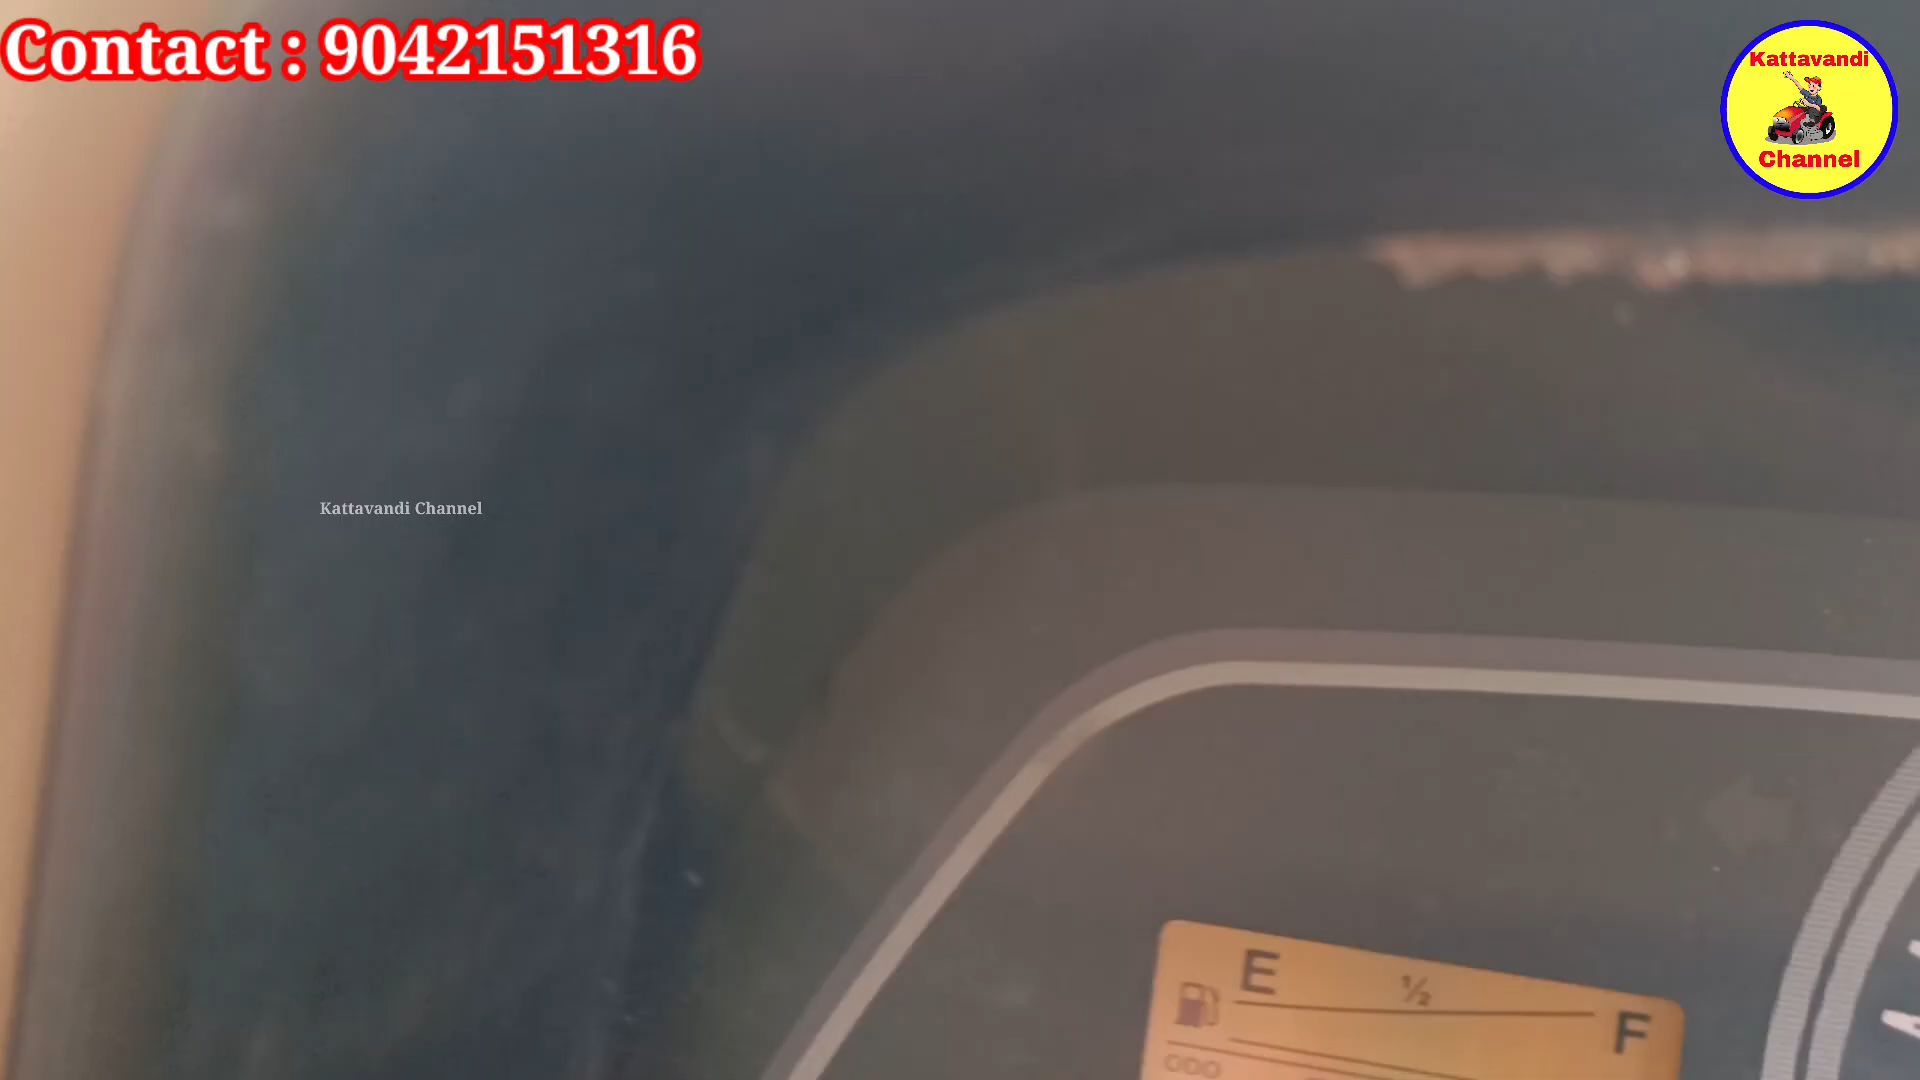 Contact : 9042151316
Kattavandi
Channel
Kattavandi Channel
E ½ F